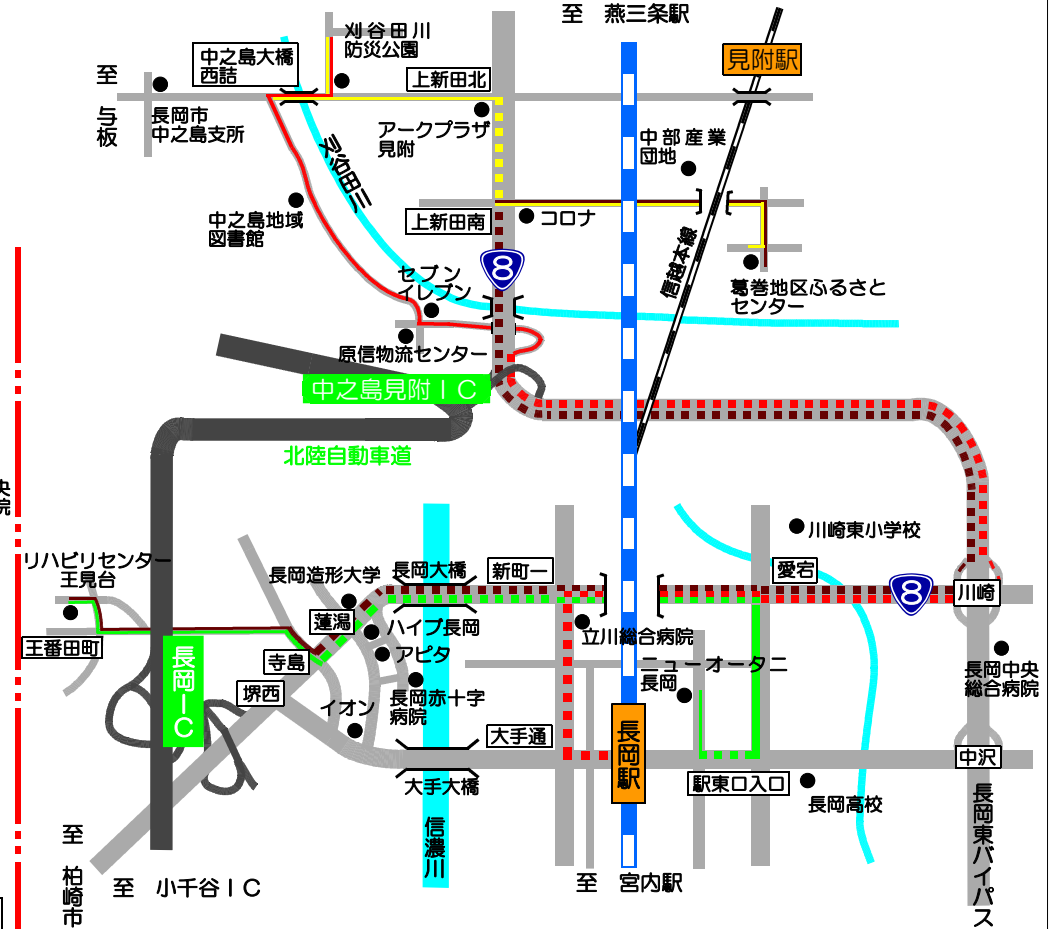 至　燕三条駅
刈谷田川
防災公園
中之島大橋
西詰
上新田北
見附駅
至
与板
長岡市
中之島支所
アークプラザ
見附
中部産業
団地
刈谷田川
中之島地域
図書館
上新田南
コロナ
信越本線
葛巻地区ふるさと
センター
8
セブン
イレブン
原信物流センター
中之島見附IC
北陸自動車道
央
院
リハビリセンター
王見台
長岡造形大学
長岡大橋
新町一
川崎東小学校
愛宕
8
川崎
蓮潟
ハイブ長岡
立川総合病院
王番田町
寺島
アピタ
ニューオータニ
長岡
長岡中央
総合病院
長岡IC
堺西
イオン
長岡赤十字
病院
大手通
長岡駅
中沢
大手大橋
駅東口入口
長岡高校
信濃川
長岡東バイパス
至
柏崎市
至　小千谷IC
至　宮内駅